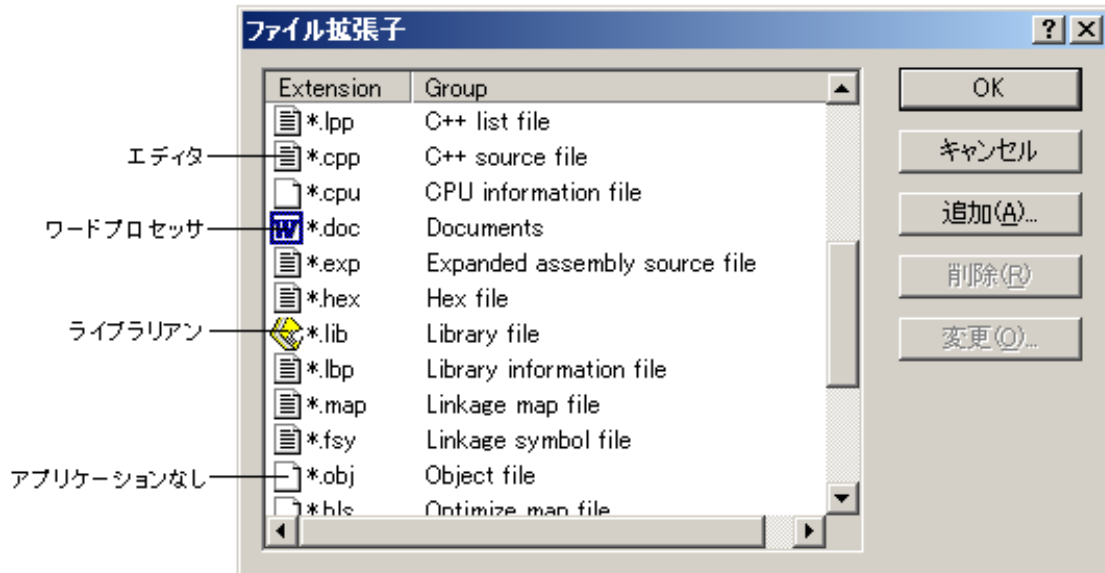 ファイル拡張子
Extension Group
*.lpp C++ list file
*.cpp C++ source file
*.cpu CPU information file
*.doc Documents
*.exp Expanded assembly source file
*.hex Hex file
*.lib Library file
*.lbp Library information file
*.map Linkage map file
*.fsy Linkage symbol file
*.obj Object file
*.bls Optimize map file
OK
キャンセル
追加(A)...
削除(R)
変更(O)...
エディタ
ワードプロセッサ
ライブラリアン
アプリケーションなし